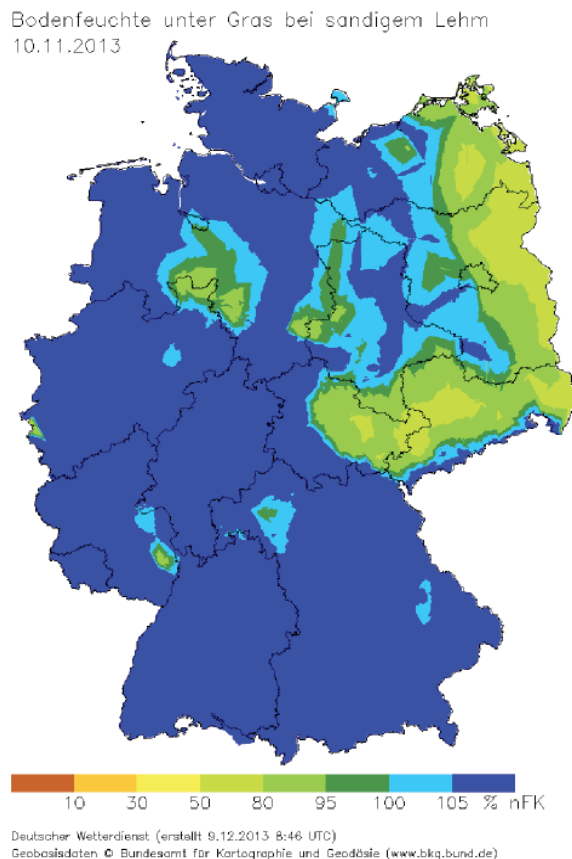 Bodenfeuchte unter Gras bei sandigem Lehm
10.11.2013
10 30 50 80 95 100 105 % nFK
Deutscher Wetterdienst (erstellt 9.12.2013 8:46 UTC)
Geobasisdaten © Bundesamt für Kartographie und Geodäsie (www.bkg.bund.de)